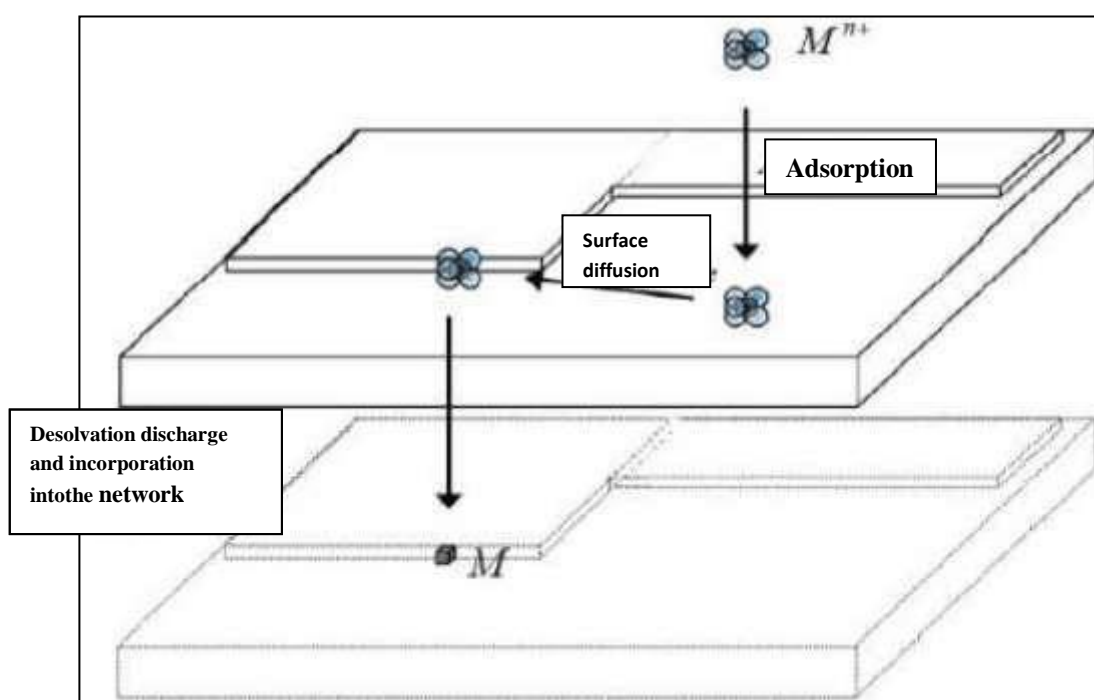 M^{n+}
Adsorption
Surface
diffusion
Desolvation discharge
and incorporation
intothe network
M